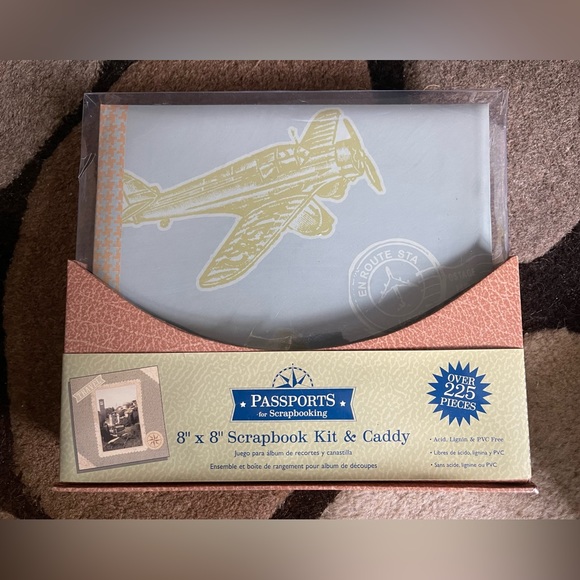 EN ROUTE STA
PASSPORTS
for Scrapbooking
8" x 8" Scrapbook Kit & Caddy
Juego para álbum de recortes y canastilla
Ensemble et boîte de rangement pour album de découpes
OVER
225
PIECES
• Acid, Lignin & PVC Free
• Libres de ácido, lignina y PVC
• Sans acide, lignine ou PVC